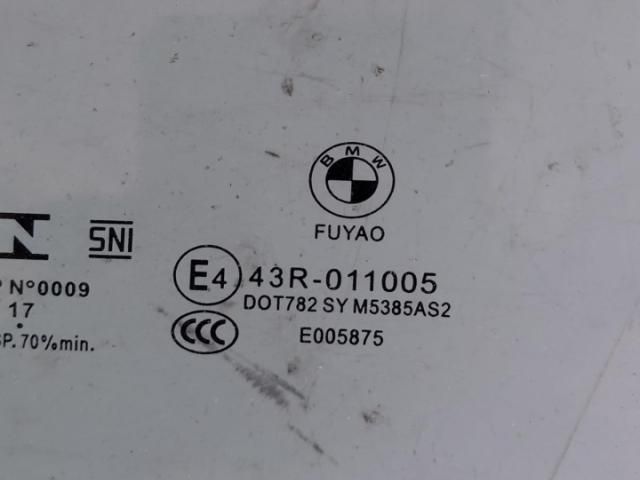 BMW
FUYAO
SNI
E4 43R-011005
N°0009
DOT782 SY M5385AS2
17
CCC E005875
P. 70%min.